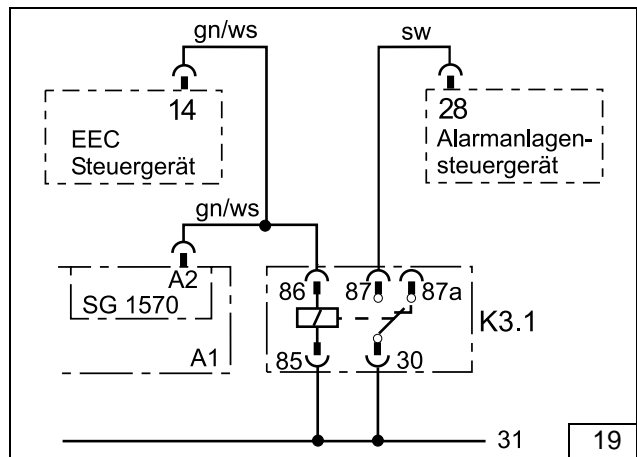 gn/ws
sw
14
EEC
Steuergerät
28
Alarmanlagen-
steuergerät
gn/ws
A2
SG 1570
A1
86
87
87a
K3.1
85
30
31
19